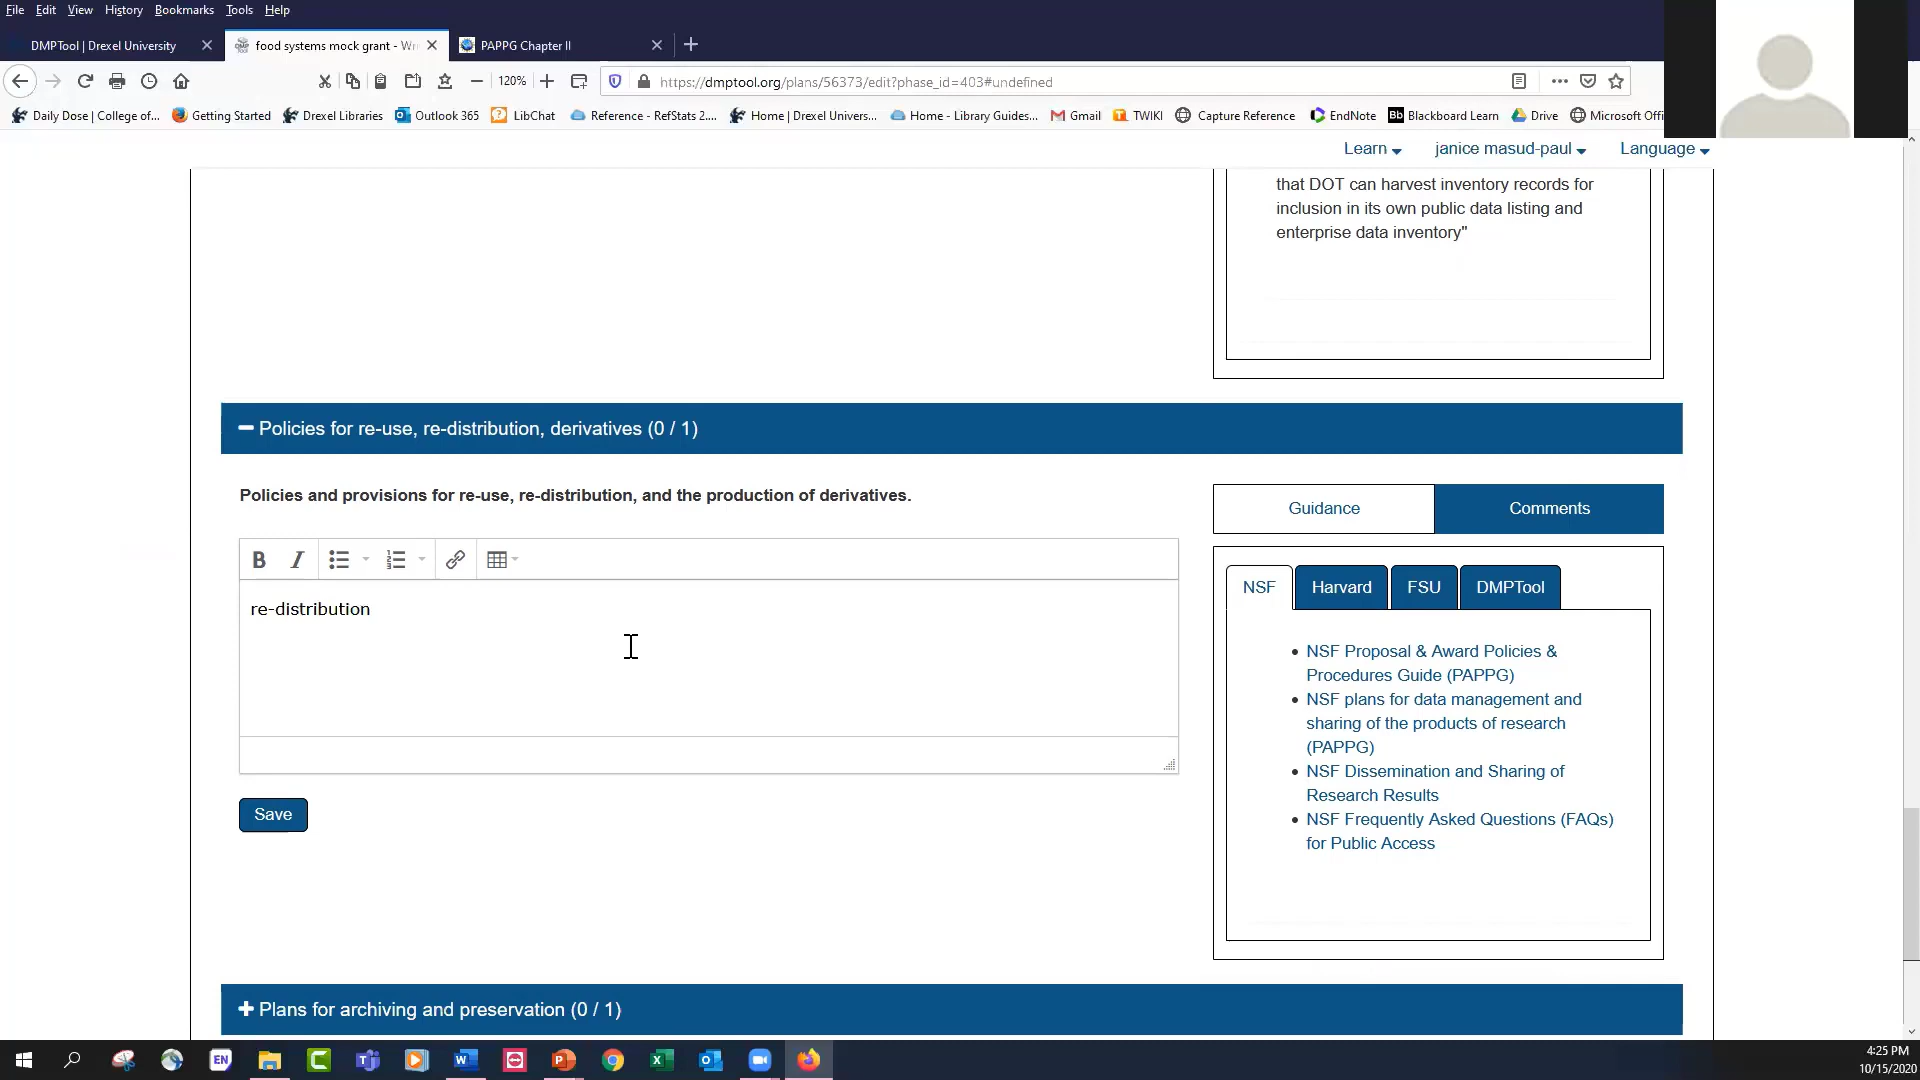 File Edit View History Bookmarks Tools Help
DMPTool | Drexel University
food systems mock grant - Wr
PAPPG Chapter II
120%
https://dmptool.org/plans/56373/edit?phase_id=403#undefined
Daily Dose | College of... Getting Started Drexel Libraries Outlook 365 LibChat Reference - RefStats 2.... Home | Drexel Univers... Home - Library Guides... Gmail TWIKI Capture Reference EndNote Blackboard Learn Drive Microsoft Offi
Learn janice masud-paul Language
that DOT can harvest inventory records for
inclusion in its own public data listing and
enterprise data inventory"
Policies for re-use, re-distribution, derivatives (0 / 1)
Policies and provisions for re-use, re-distribution, and the production of derivatives.
Guidance Comments
B I
NSF Harvard FSU DMPTool
re-distribution
• NSF Proposal & Award Policies &
Procedures Guide (PAPPG)
• NSF plans for data management and
sharing of the products of research
(PAPPG)
• NSF Dissemination and Sharing of
Research Results
• NSF Frequently Asked Questions (FAQs)
for Public Access
Save
Plans for archiving and preservation (0 / 1)
EN
4:25 PM
10/15/2020